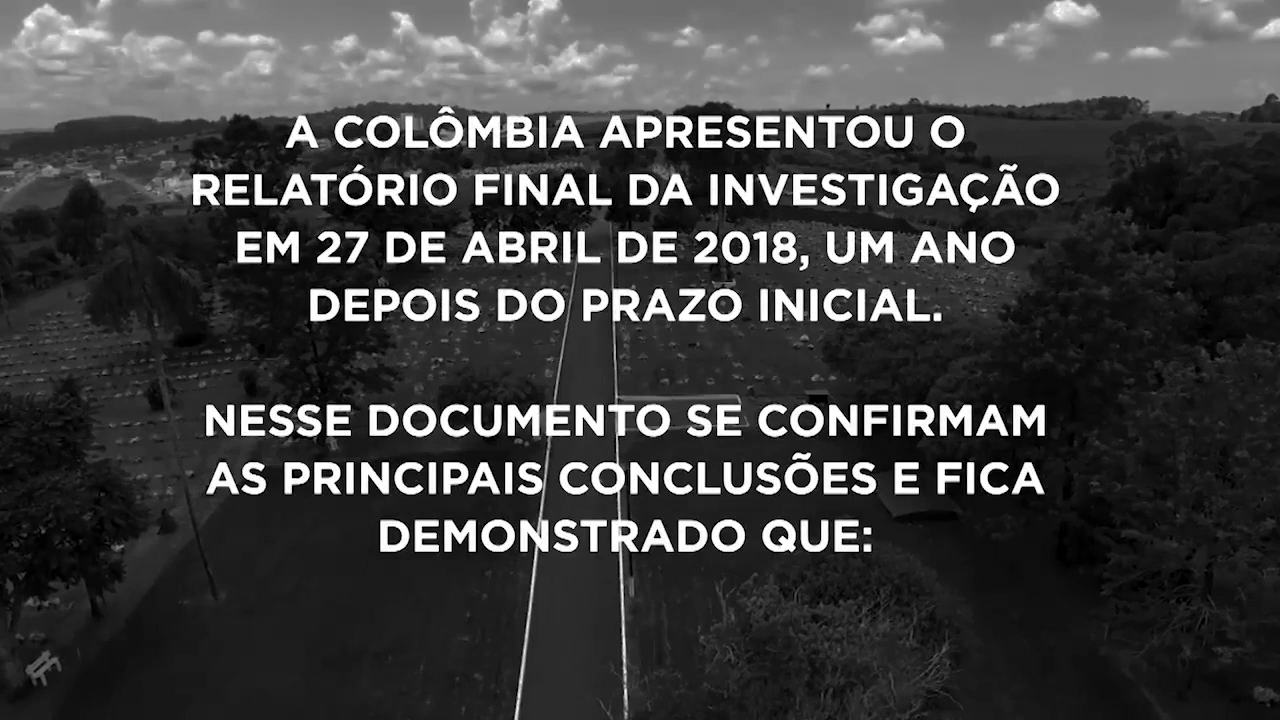 A COLÔMBIA APRESENTOU O
RELATÓRIO FINAL DA INVESTIGAÇÃO
EM 27 DE ABRIL DE 2018, UM ANO
DEPOIS DO PRAZO INICIAL.
NESSE DOCUMENTO SE CONFIRMAM
AS PRINCIPAIS CONCLUSÕES E FICA
DEMONSTRADO QUE: